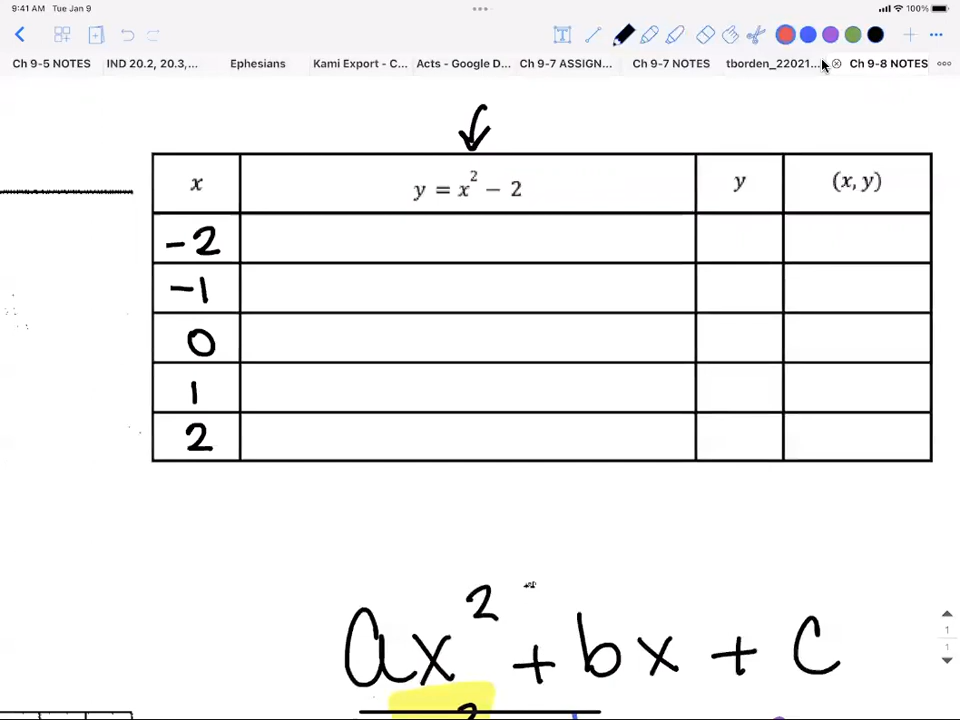 9:41 AM Tue Jan 9
100%
Ch 9-5 NOTES IND 20.2, 20.3,... Ephesians Kami Export - C... Acts - Google D... Ch 9-7 ASSIGN... Ch 9-7 NOTES tborden_22021... Ch 9-8 NOTES
x y = x² − 2 y (x, y)
-2
-1
0
1
2
ax² + bx + c
1
1